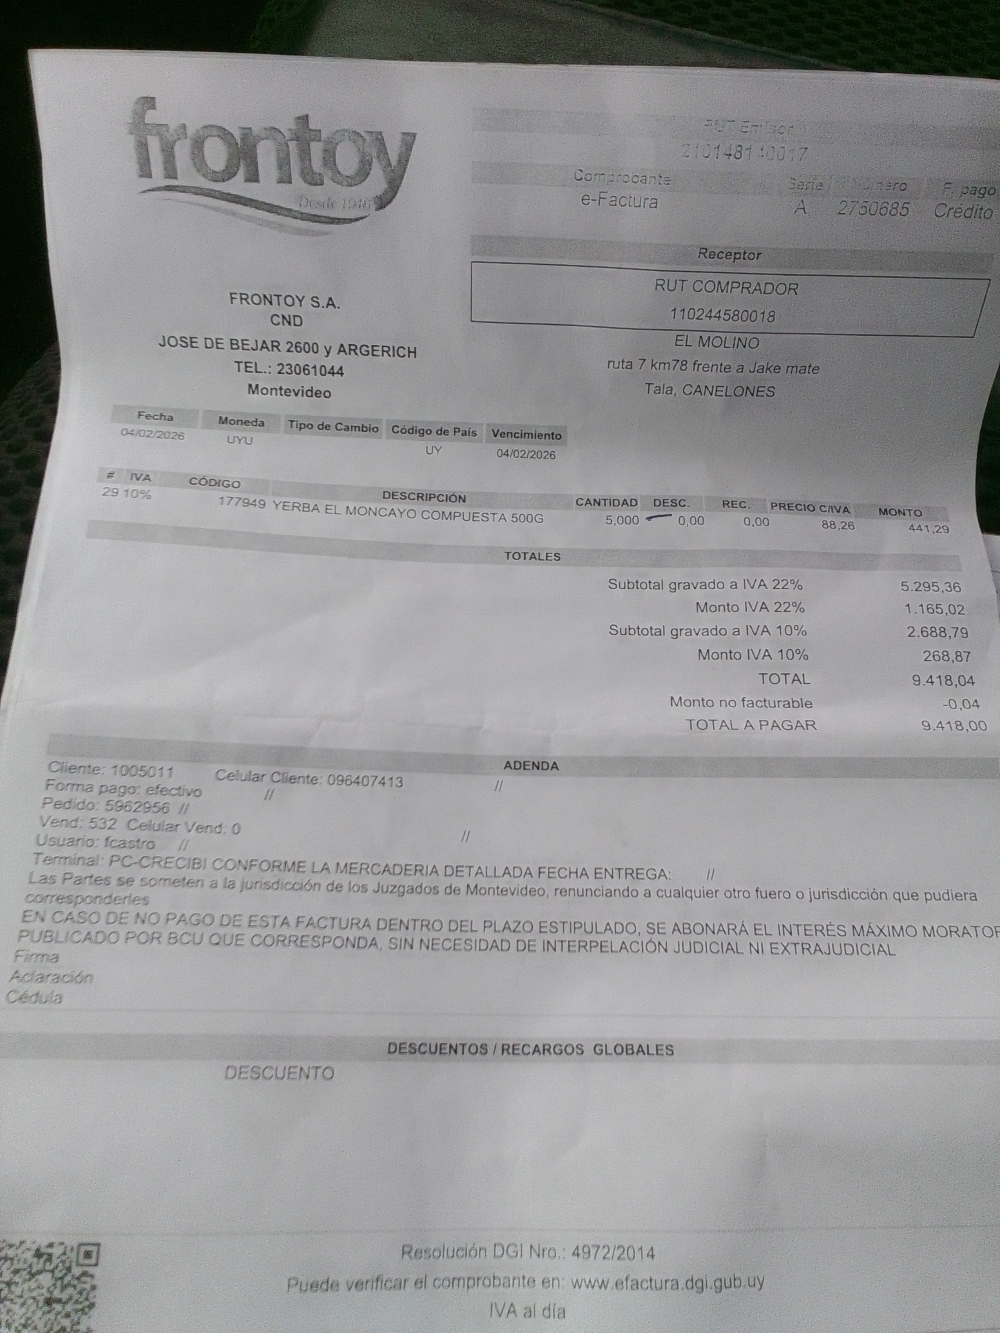 frontoy
Desde 1946
RUT Emisor
210148140017
Comprobante Serie Número F. pago
e-Factura A 2750685 Crédito
Receptor
RUT COMPRADOR
110244580018
EL MOLINO
ruta 7 km78 frente a Jake mate
Tala, CANELONES
FRONTOY S.A.
CND
JOSE DE BEJAR 2600 y ARGERICH
TEL.: 23061044
Montevideo
Fecha Moneda Tipo de Cambio Código de País Vencimiento
04/02/2026 UYU UY 04/02/2026
# IVA CÓDIGO DESCRIPCIÓN CANTIDAD DESC. REC. PRECIO C/IVA MONTO
29 10% 177949 YERBA EL MONCAYO COMPUESTA 500G 5,000 0,00 0,00 88,26 441,29
TOTALES
Subtotal gravado a IVA 22% 5.295,36
Monto IVA 22% 1.165,02
Subtotal gravado a IVA 10% 2.688,79
Monto IVA 10% 268,87
TOTAL 9.418,04
Monto no facturable -0,04
TOTAL A PAGAR 9.418,00
ADENDA
Cliente: 1005011 Celular Cliente: 096407413 //
Forma pago: efectivo //
Pedido: 5962956 //
Vend: 532 Celular Vend: 0 //
Usuario: fcastro //
Terminal: PC-CRECIBI CONFORME LA MERCADERIA DETALLADA FECHA ENTREGA: //
Las Partes se someten a la jurisdicción de los Juzgados de Montevideo, renunciando a cualquier otro fuero o jurisdicción que pudiera
corresponderles
EN CASO DE NO PAGO DE ESTA FACTURA DENTRO DEL PLAZO ESTIPULADO, SE ABONARÁ EL INTERÉS MÁXIMO MORATOR
PUBLICADO POR BCU QUE CORRESPONDA, SIN NECESIDAD DE INTERPELACIÓN JUDICIAL NI EXTRAJUDICIAL
Firma
Aclaración
Cédula
DESCUENTOS / RECARGOS GLOBALES
DESCUENTO
Resolución DGI Nro.: 4972/2014
Puede verificar el comprobante en: www.efactura.dgi.gub.uy
IVA al día